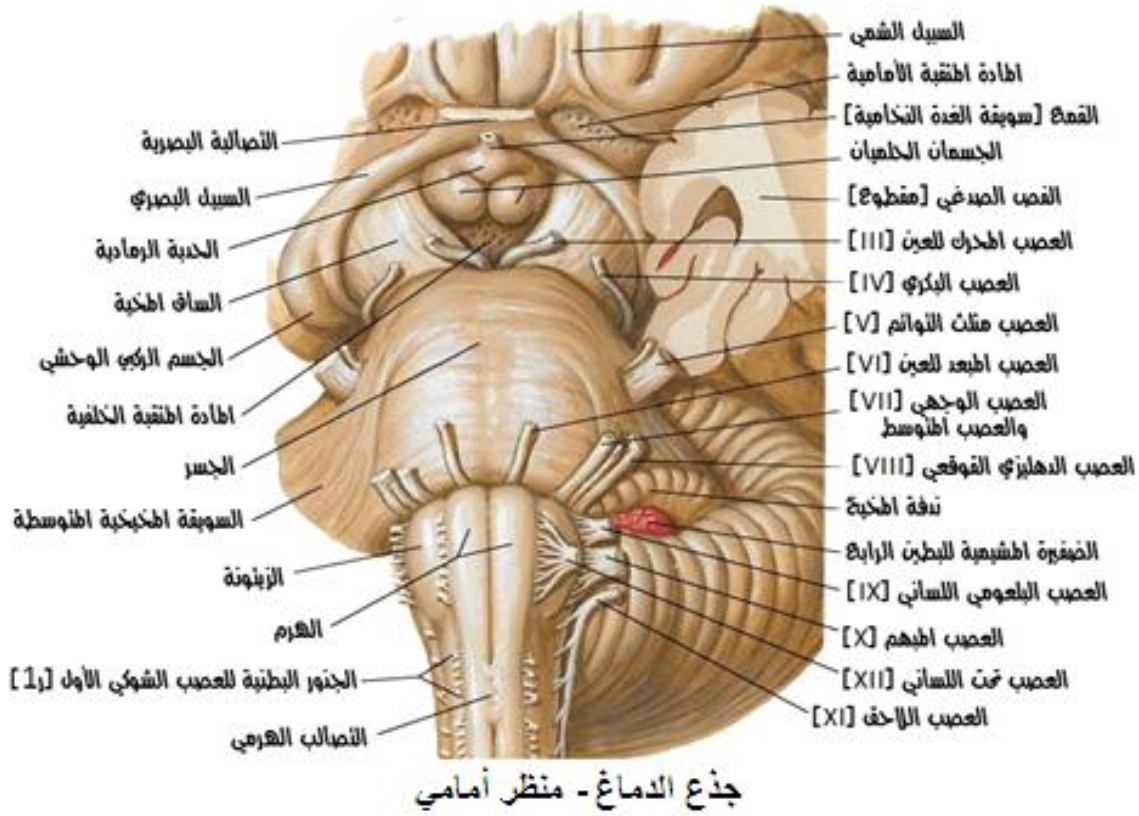 السبيل الشمي
المادة المثقبة الأمامية
القمع [سويقة الغدة النخامية]
الجسمان الحلميان
الفص الصدغي [مقطوع]
العصب المحرك للعين [III]
العصب البكري [IV]
العصب مثلث التوائم [V]
العصب المبعد للعين [VI]
العصب الوجهي [VII]
والعصب المتوسط
العصب الدهليزي القوقعي [VIII]
ندفة المخيخ
الضفيرة المشيمية للبطين الرابع
العصب البلعومي اللساني [IX]
العصب المبهم [X]
العصب تحت اللساني [XII]
العصب اللاحق [XI]
التصالبة البصرية
السبيل البصري
الحدبة الرمادية
الساق المخية
الجسم الركبي الوحشي
المادة المثقبة الخلفية
الجسر
السويقة المخيخية المتوسطة
الزيتونة
الهرم
الجذور البطنية للعصب الشوكي الأول [ر1]
التصالب الهرمي
جذع الدماغ - منظر أمامي